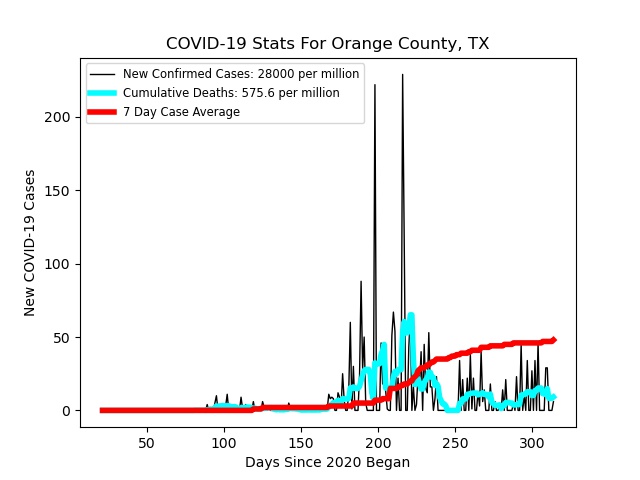 COVID-19 Stats For Orange County, TX
New Confirmed Cases: 28000 per million
Cumulative Deaths: 575.6 per million
7 Day Case Average
New COVID-19 Cases
200
150
100
50
0
50 100 150 200 250 300
Days Since 2020 Began